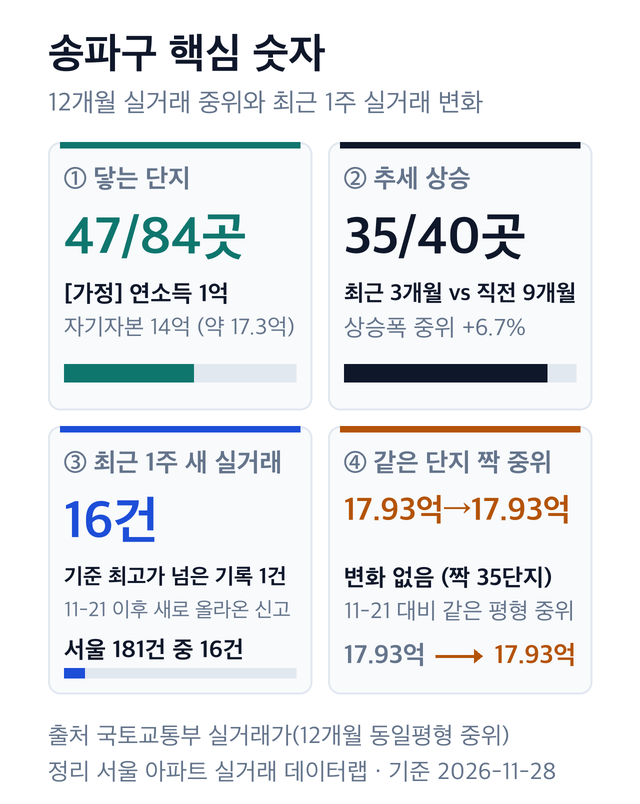 송파구 핵심 숫자
12개월 실거래 중위와 최근 1주 실거래 변화
① 닿는 단지
47/84곳
[가정] 연소득 1억
자기자본 14억 (약 17.3억)
② 추세 상승
35/40곳
최근 3개월 vs 직전 9개월
상승폭 중위 +6.7%
③ 최근 1주 새 실거래
16건
기준 최고가 넘은 기록 1건
11-21 이후 새로 올라온 신고
서울 181건 중 16건
④ 같은 단지 짝 중위
17.93억→17.93억
변화 없음 (짝 35단지)
11-21 대비 같은 평형 중위
17.93억 → 17.93억
출처 국토교통부 실거래가(12개월 동일평형 중위)
정리 서울 아파트 실거래 데이터랩 · 기준 2026-11-28